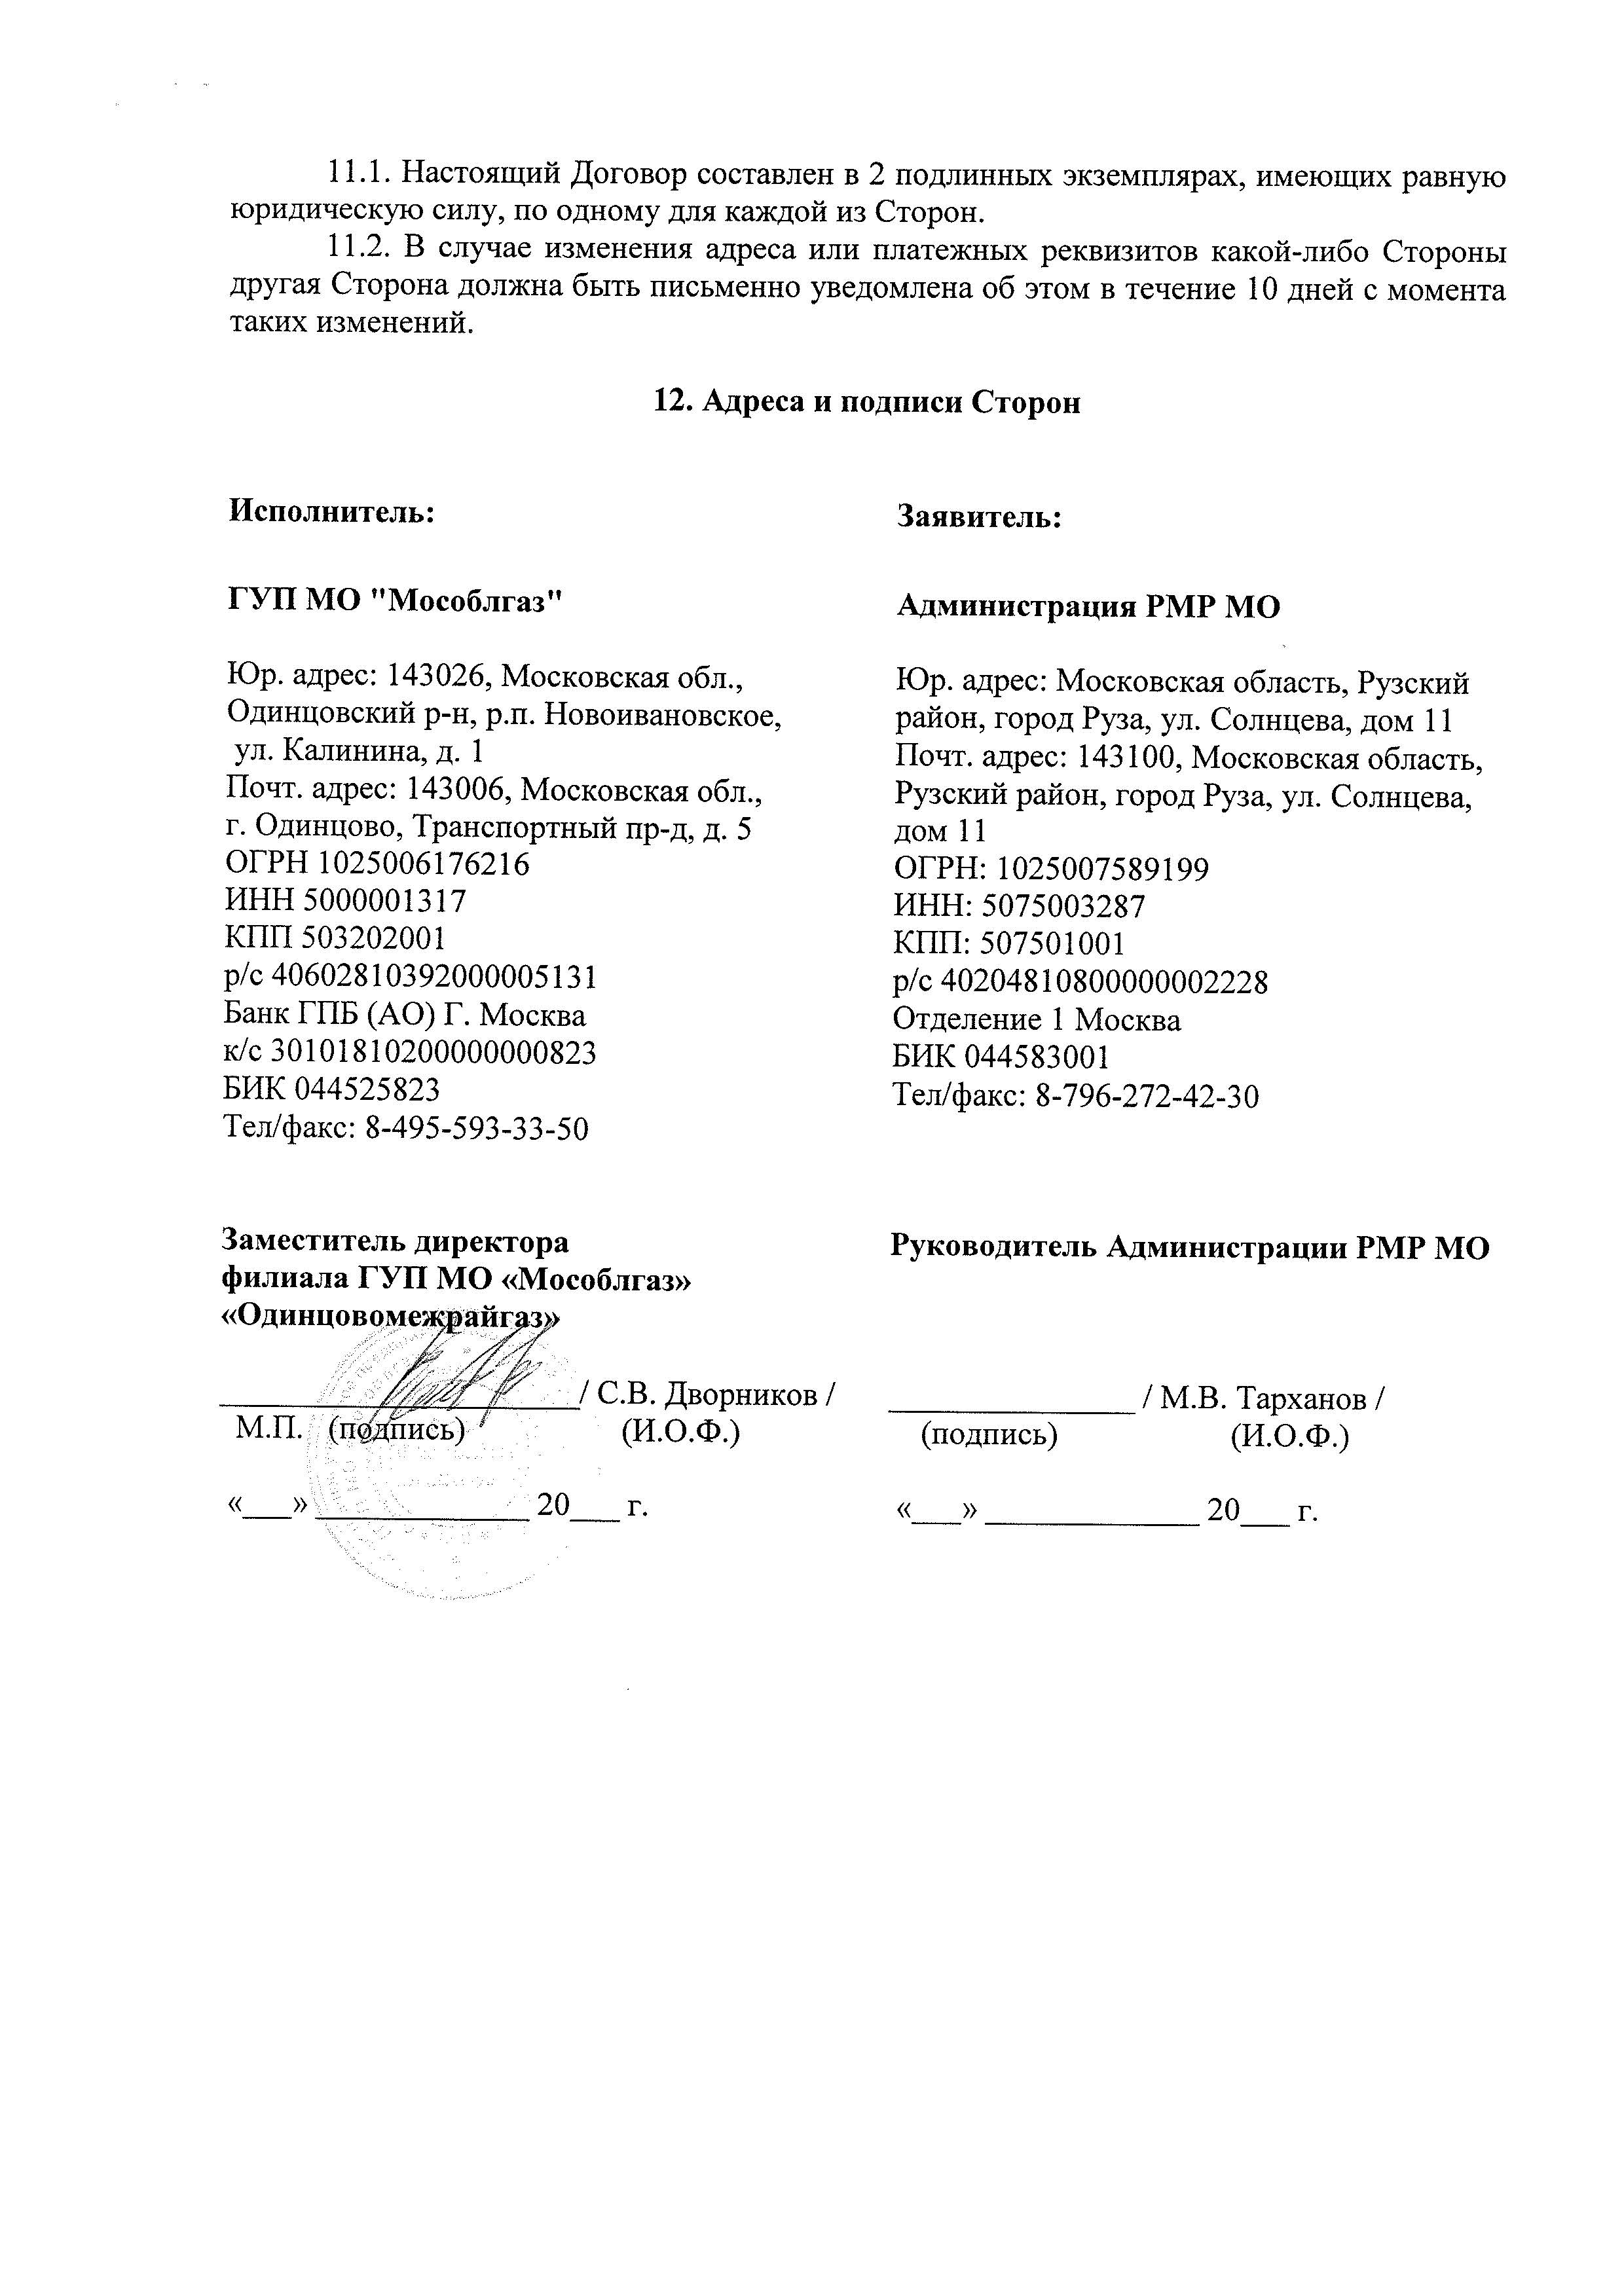 11.1. Настоящий Договор составлен в 2 подлинных экземплярах, имеющих равную
юридическую силу, по одному для каждой из Сторон.
11.2. В случае изменения адреса или платежных реквизитов какой-либо Стороны
другая Сторона должна быть письменно уведомлена об этом в течение 10 дней с момента
таких изменений.
12. Адреса и подписи Сторон
Исполнитель:
ГУП МО "Мособлгаз"
Юр. адрес: 143026, Московская обл.,
Одинцовский р-н, р.п. Новоивановское,
ул. Калинина, д. 1
Почт. адрес: 143006, Московская обл.,
г. Одинцово, Транспортный пр-д, д. 5
ОГРН 1025006176216
ИНН 5000001317
КПП 503202001
р/с 40602810392000005131
Банк ГПБ (АО) Г. Москва
к/с 30101810200000000823
БИК 044525823
Тел/факс: 8-495-593-33-50
Заместитель директора
филиала ГУП МО «Мособлгаз»
«Одинцовомежрайгаз»
______________________/ С.В. Дворников /
М.П. (подпись) (И.О.Ф.)
«___» _____________ 20___ г.
Заявитель:
Администрация РМР МО
Юр. адрес: Московская область, Рузский
район, город Руза, ул. Солнцева, дом 11
Почт. адрес: 143100, Московская область,
Рузский район, город Руза, ул. Солнцева,
дом 11
ОГРН: 1025007589199
ИНН: 5075003287
КПП: 507501001
р/с 40204810800000002228
Отделение 1 Москва
БИК 044583001
Тел/факс: 8-796-272-42-30
Руководитель Администрации РМР МО
_______________ / М.В. Тарханов /
(подпись) (И.О.Ф.)
«___» _____________ 20___ г.